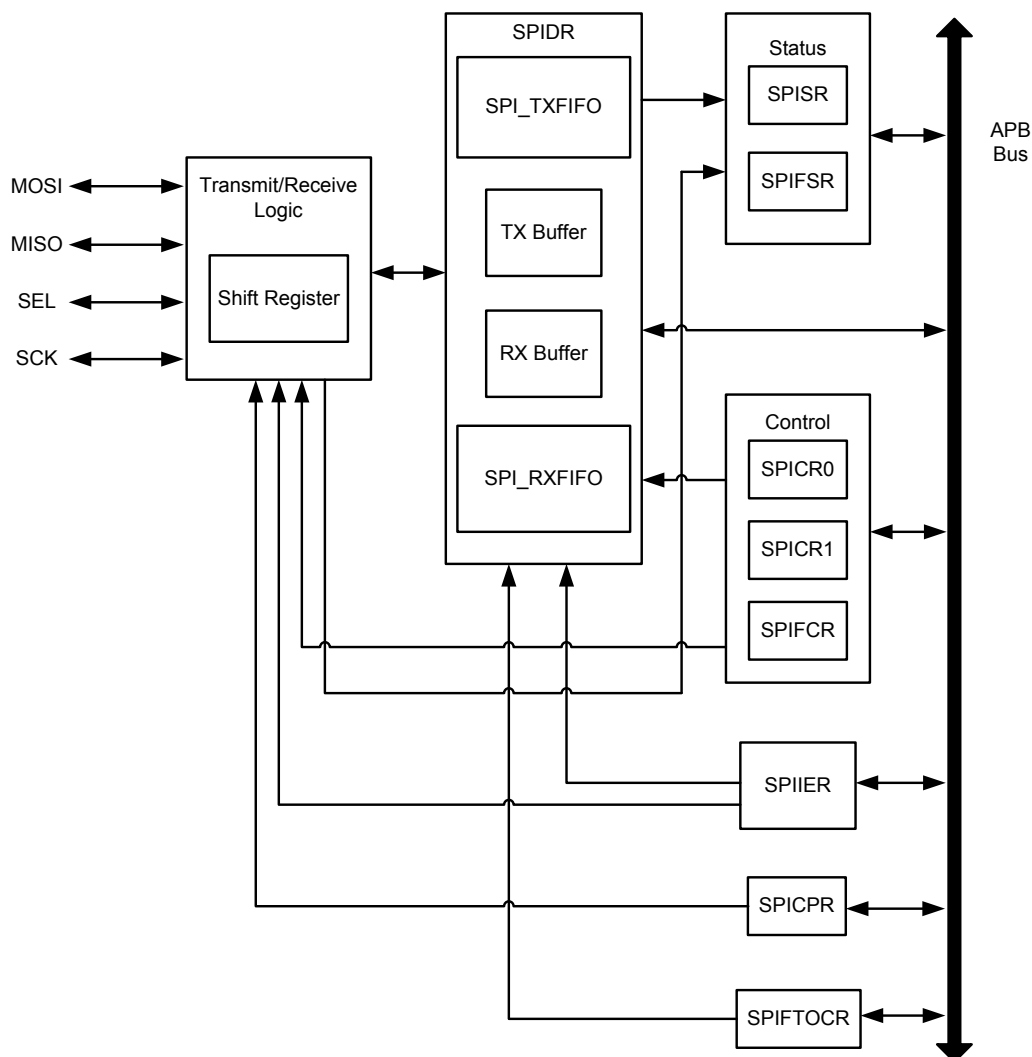 SPIDR
SPI_TXFIFO
TX Buffer
RX Buffer
SPI_RXFIFO
Status
SPISR
SPIFSR
APB
Bus
MOSI
MISO
SEL
SCK
Transmit/Receive
Logic
Shift Register
Control
SPICR0
SPICR1
SPIFCR
SPIIER
SPICPR
SPIFTOCR